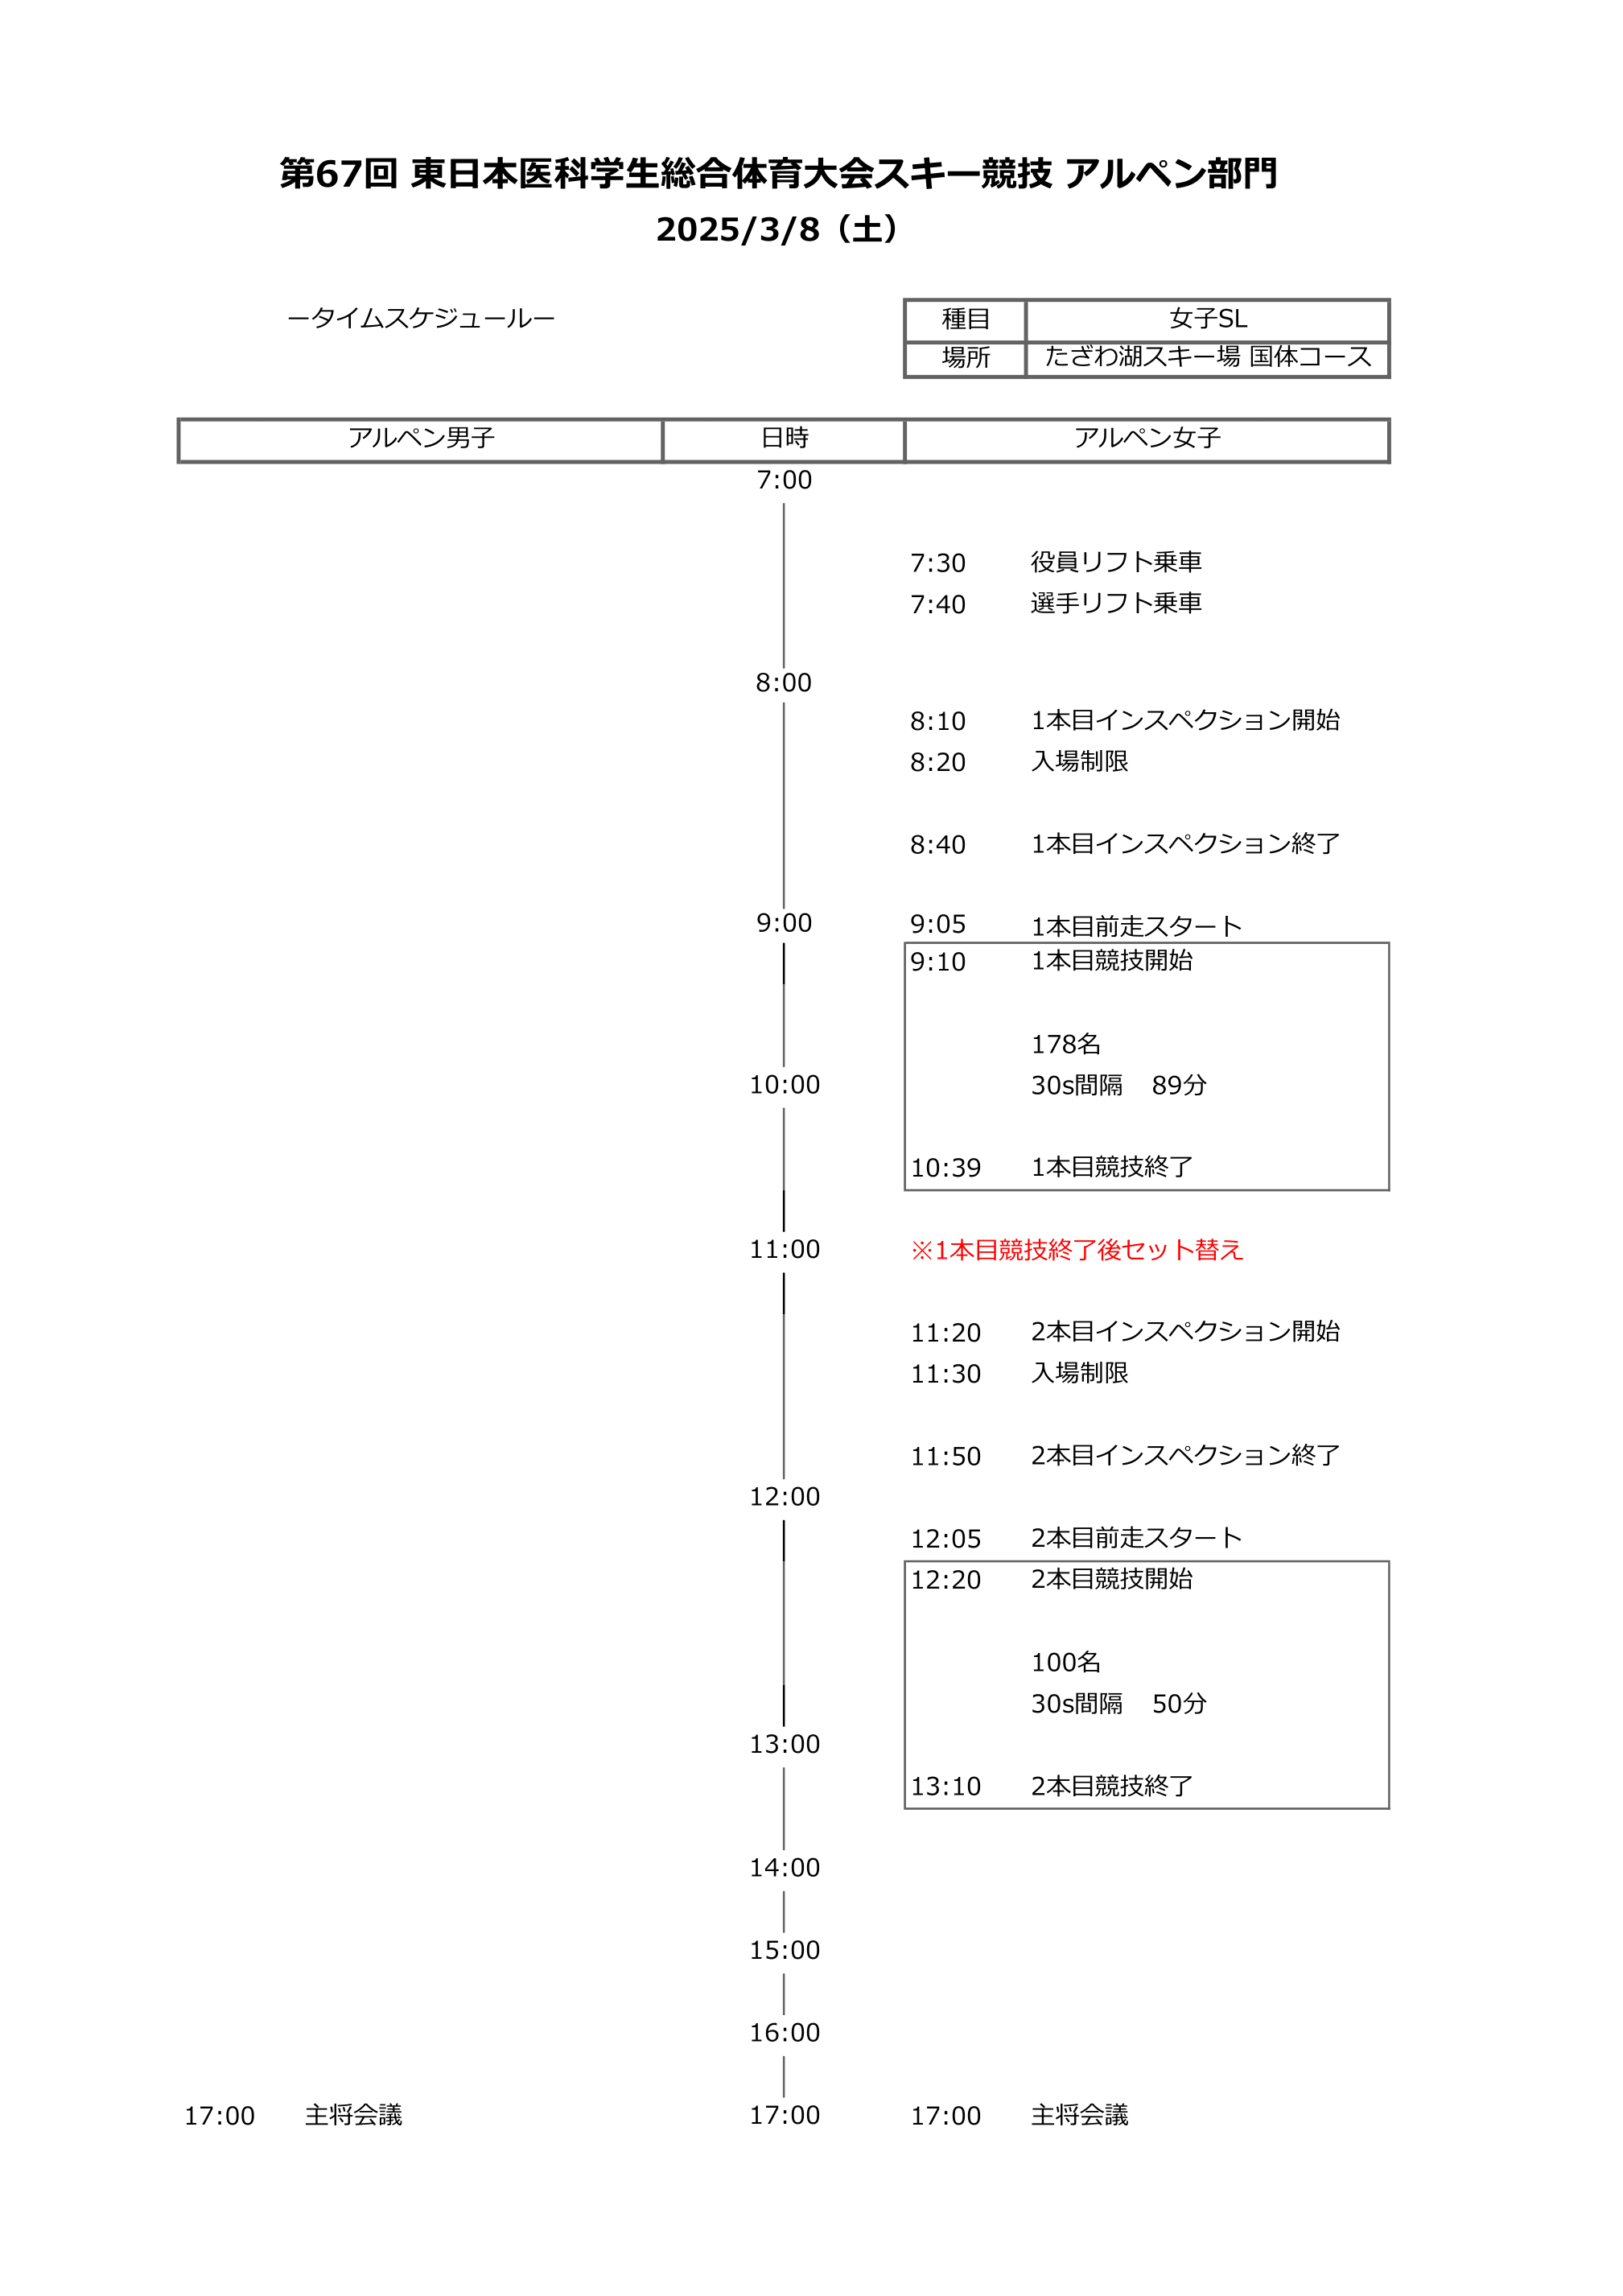 第67回 東日本医科学生総合体育大会スキー競技 アルペン部門
2025/3/8（土）
ータイムスケジュールー
種目 女子SL
場所 たざわ湖スキー場 国体コース
アルペン男子 日時 アルペン女子
7:00
7:30 役員リフト乗車
7:40 選手リフト乗車
8:00
8:10 1本目インスペクション開始
8:20 入場制限
8:40 1本目インスペクション終了
9:00 9:05 1本目前走スタート
9:10 1本目競技開始
178名
10:00 30s間隔 89分
10:39 1本目競技終了
11:00 ※1本目競技終了後セット替え
11:20 2本目インスペクション開始
11:30 入場制限
11:50 2本目インスペクション終了
12:00
12:05 2本目前走スタート
12:20 2本目競技開始
100名
30s間隔 50分
13:00
13:10 2本目競技終了
14:00
15:00
16:00
17:00 主将会議 17:00 17:00 主将会議